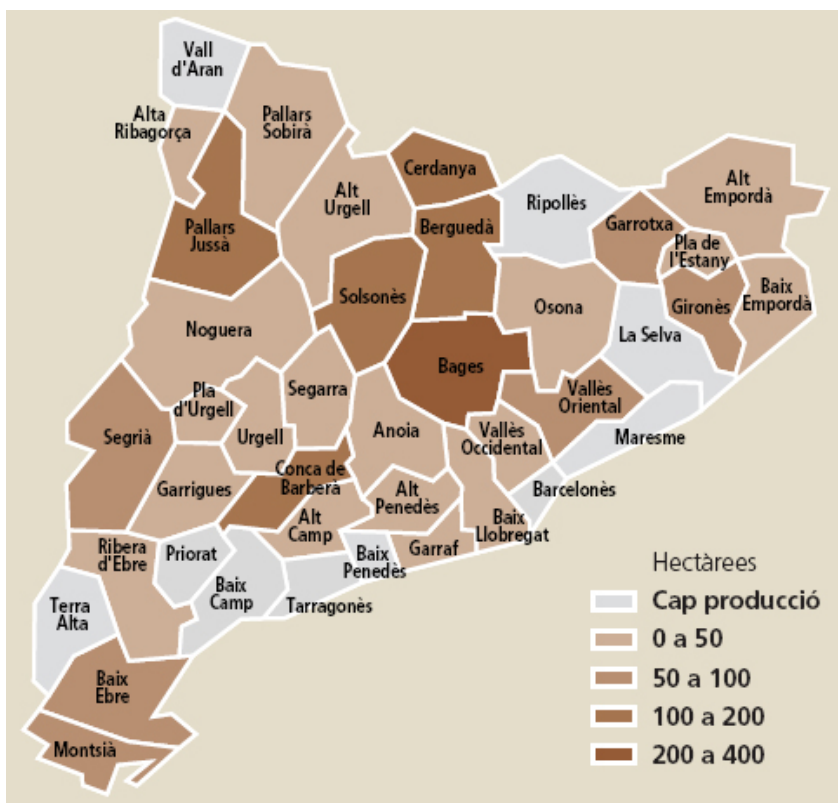 Vall
d'Aran
Alta
Ribagorça
Pallars
Sobirà
Cerdanya
Alt
Urgell
Ripollès
Alt
Empordà
Berguedà
Garrotxa
Pallars
Jussà
Pla de
l'Estany
Baix
Empordà
Solsonès
Osona
Gironès
Noguera
La Selva
Bages
Segarra
Pla
d'Urgell
Vallès
Oriental
Segrià
Urgell
Anoia
Vallès
Occidental
Maresme
Conca de
Barberà
Garrigues
Alt
Penedès
Barcelonès
Alt
Camp
Baix
Llobregat
Ribera
d'Ebre
Priorat
Baix
Penedès
Garraf
Terra
Alta
Baix
Camp
Tarragonès
Baix
Ebre
Montsià
Hectàrees
Cap producció
0 a 50
50 a 100
100 a 200
200 a 400